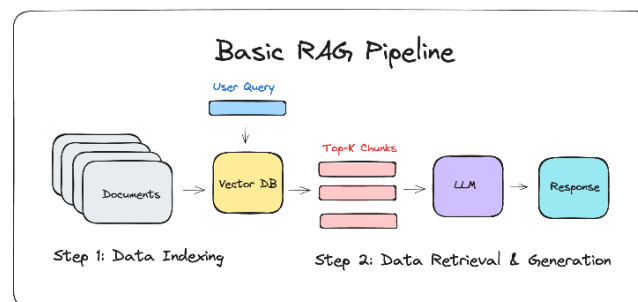 Basic RAG Pipeline
User Query
Top-K Chunks
Documents
Vector DB
LLM
Response
Step 1: Data Indexing
Step 2: Data Retrieval & Generation